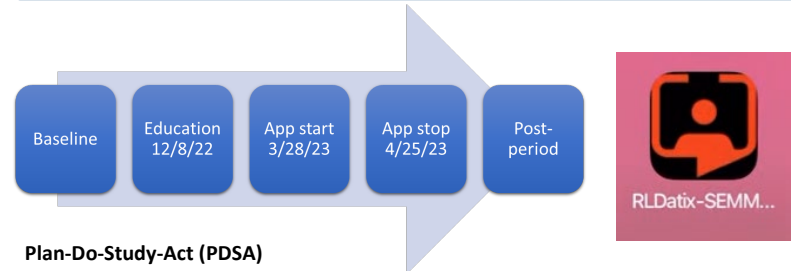 Baseline
Education
12/8/22
App start
3/28/23
App stop
4/25/23
Post-
period
RLDatix-SEMM...
Plan-Do-Study-Act (PDSA)